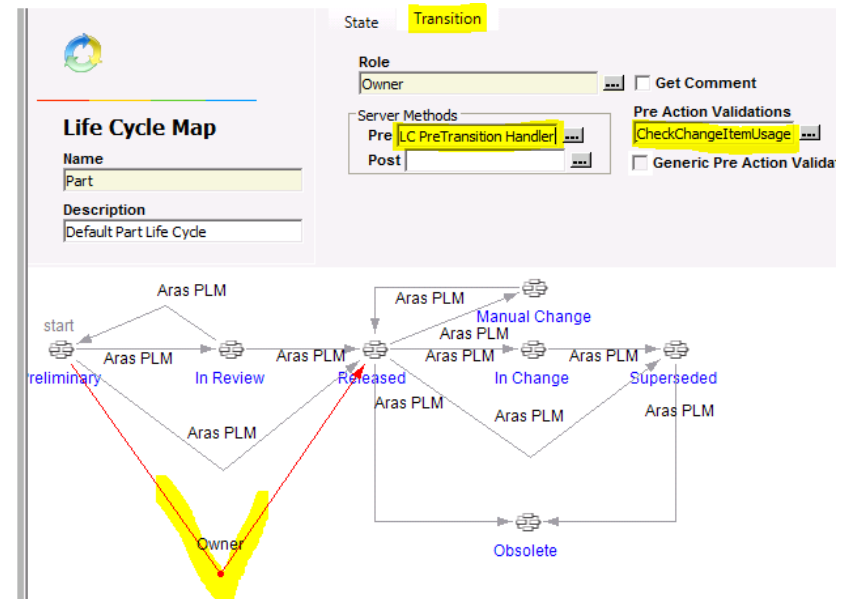 State Transition
Role
Owner ... Get Comment
Server Methods
Pre LC PreTransition Handler ...
Post ...
Pre Action Validations
CheckChangeItemUsage ...
Generic Pre Action Valida
Life Cycle Map
Name
Part
Description
Default Part Life Cycle
Aras PLM
Aras PLM
Manual Change
start
Aras PLM
Aras PLM
Aras PLM
Aras PLM
Aras PLM
reliminary
In Review
Released
In Change
Superseded
Aras PLM
Aras PLM
Aras PLM
Aras PLM
Owner
Obsolete